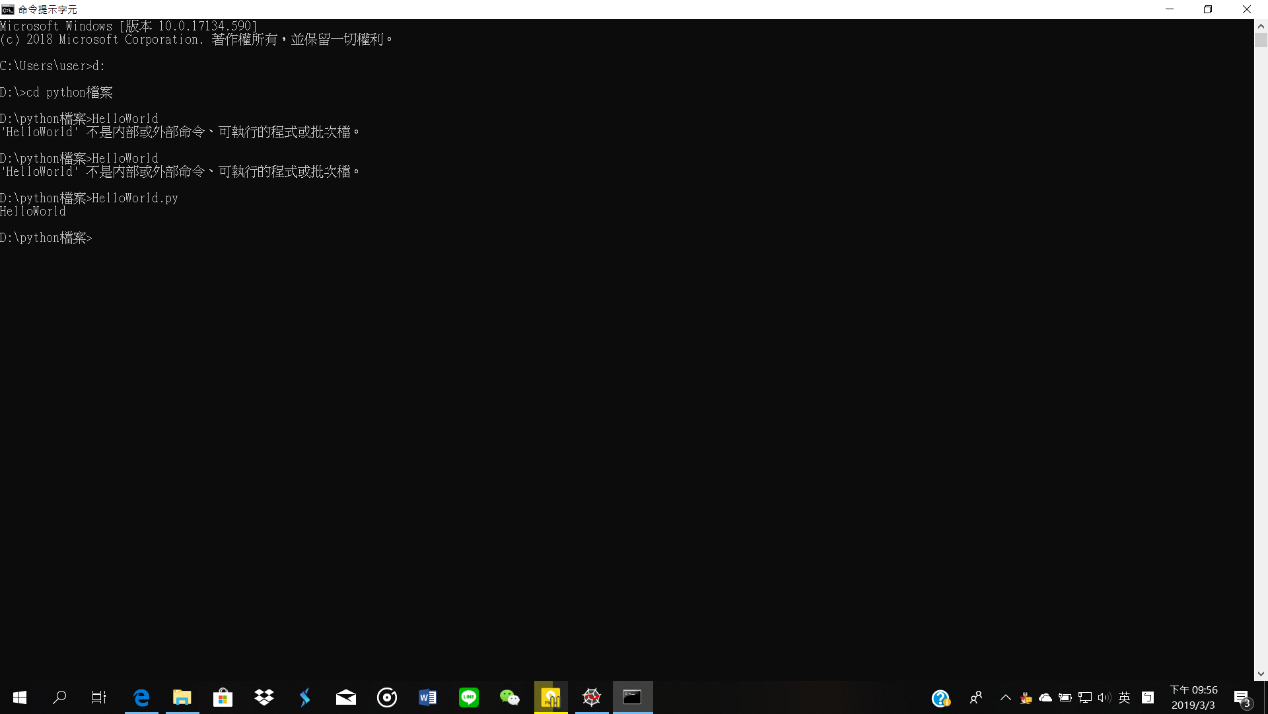 命令提示字元
Microsoft Windows [版本 10.0.17134.590]
(c) 2018 Microsoft Corporation. 著作權所有，並保留一切權利。
C:\Users\user>d:
D:\>cd python檔案
D:\python檔案>HelloWorld
'HelloWorld' 不是內部或外部命令、可執行的程式或批次檔。
D:\python檔案>HelloWorld
'HelloWorld' 不是內部或外部命令、可執行的程式或批次檔。
D:\python檔案>HelloWorld.py
HelloWorld
D:\python檔案>
英
下午 09:56
2019/3/3
3